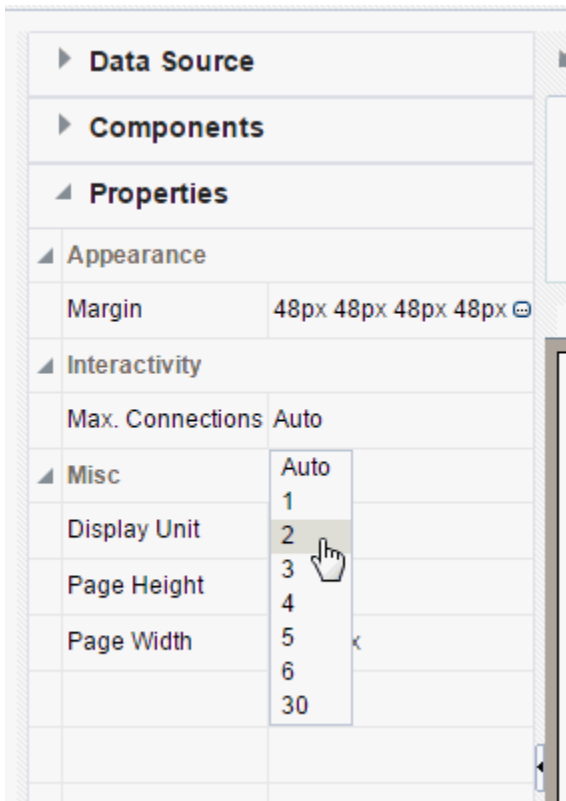 Data Source
Components
Properties
Appearance
Margin 48px 48px 48px 48px
Interactivity
Max. Connections Auto
Misc
Auto
1
Display Unit
2
3
Page Height
4
Page Width
5
x
6
30